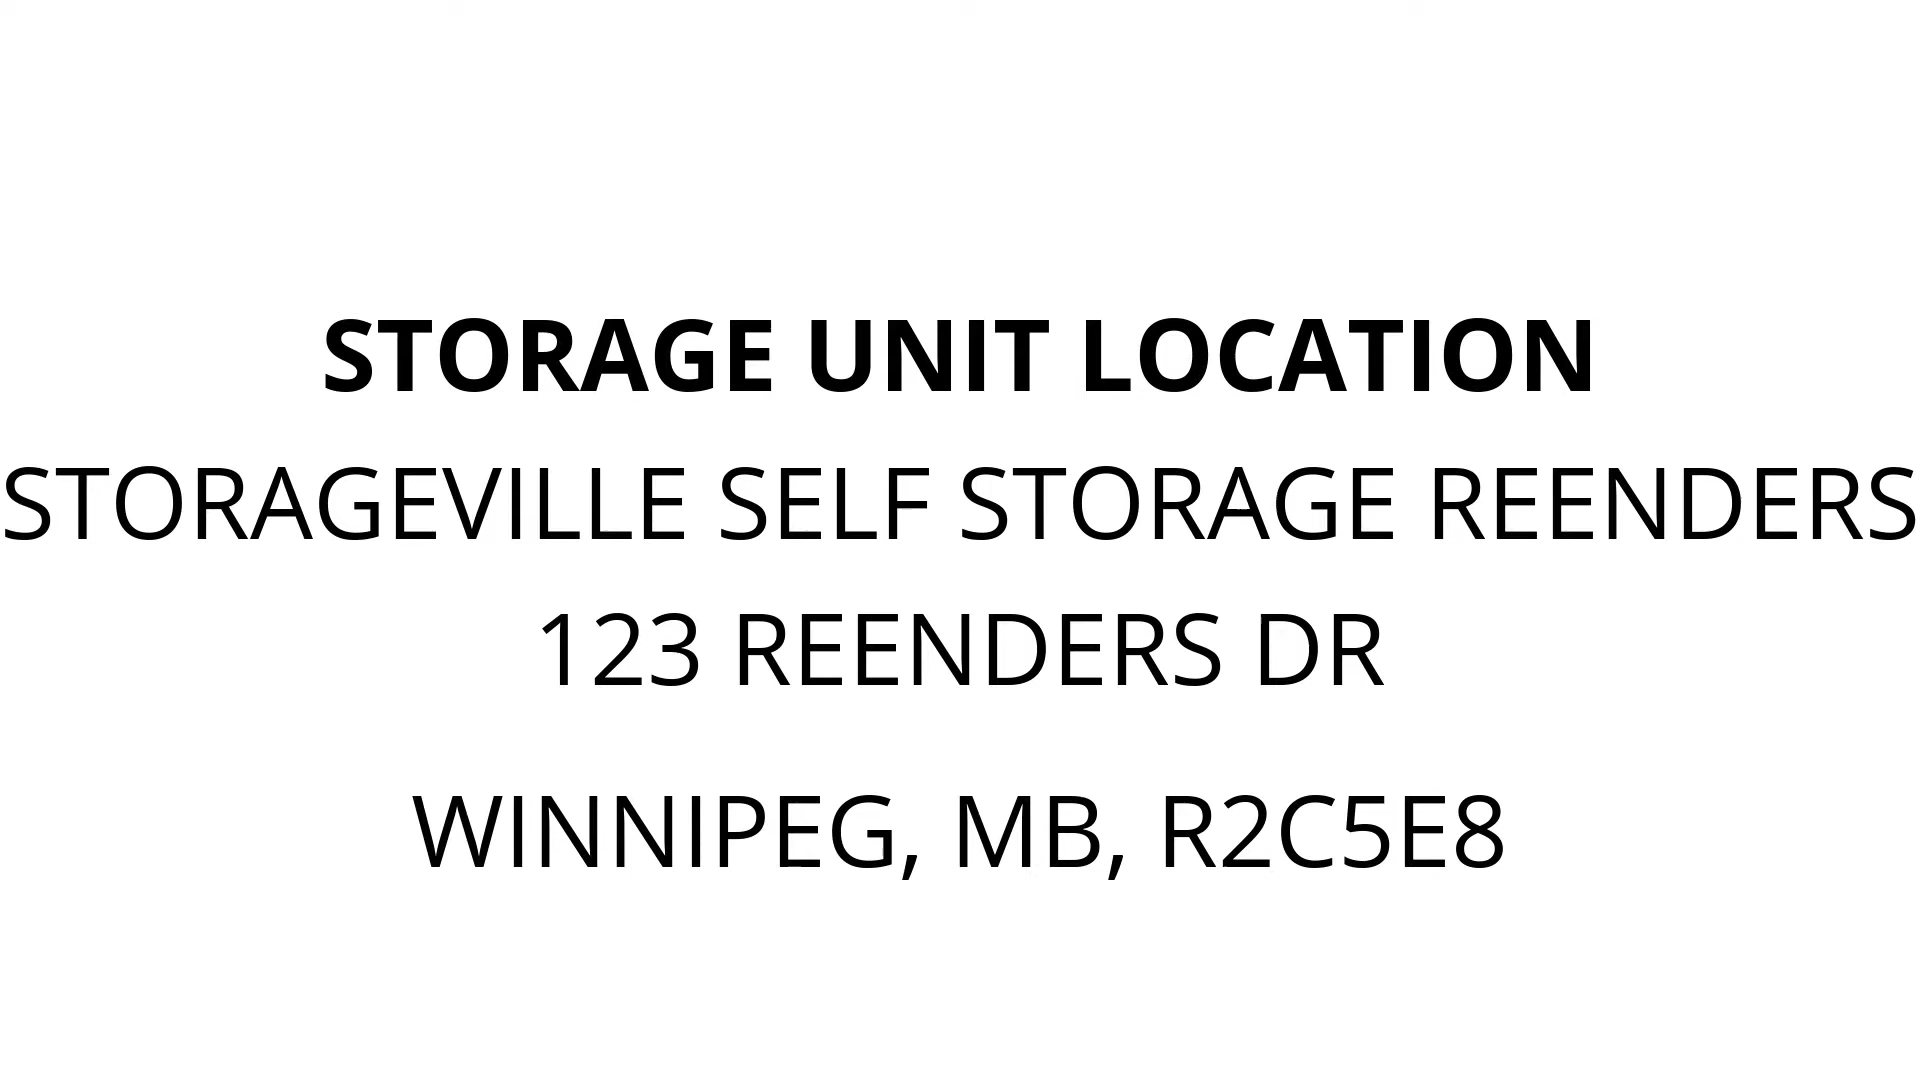 STORAGE UNIT LOCATION
STORAGEVILLE SELF STORAGE REENDERS
123 REENDERS DR
WINNIPEG, MB, R2C5E8